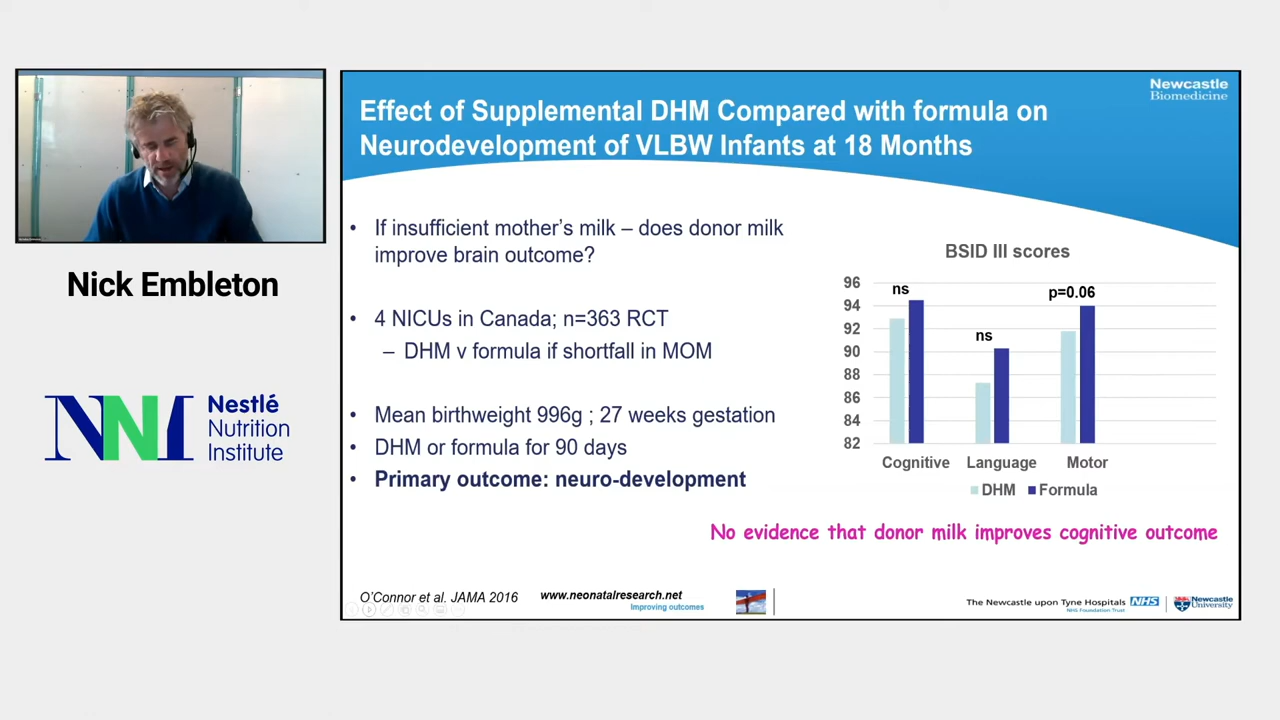 Nick Embleton
NNI
Nestlé
Nutrition
Institute
Newcastle
Biomedicine
Effect of Supplemental DHM Compared with formula on
Neurodevelopment of VLBW Infants at 18 Months
• If insufficient mother's milk – does donor milk
improve brain outcome?
• 4 NICUs in Canada; n=363 RCT
– DHM v formula if shortfall in MOM
• Mean birthweight 996g ; 27 weeks gestation
• DHM or formula for 90 days
• Primary outcome: neuro-development
BSID III scores
96
94
92
90
88
86
84
82
ns
ns
p=0.06
Cognitive Language Motor
DHM Formula
No evidence that donor milk improves cognitive outcome
O'Connor et al. JAMA 2016
www.neonatalresearch.net
Improving outcomes
The Newcastle upon Tyne Hospitals NHS
NHS Foundation Trust
Newcastle
University